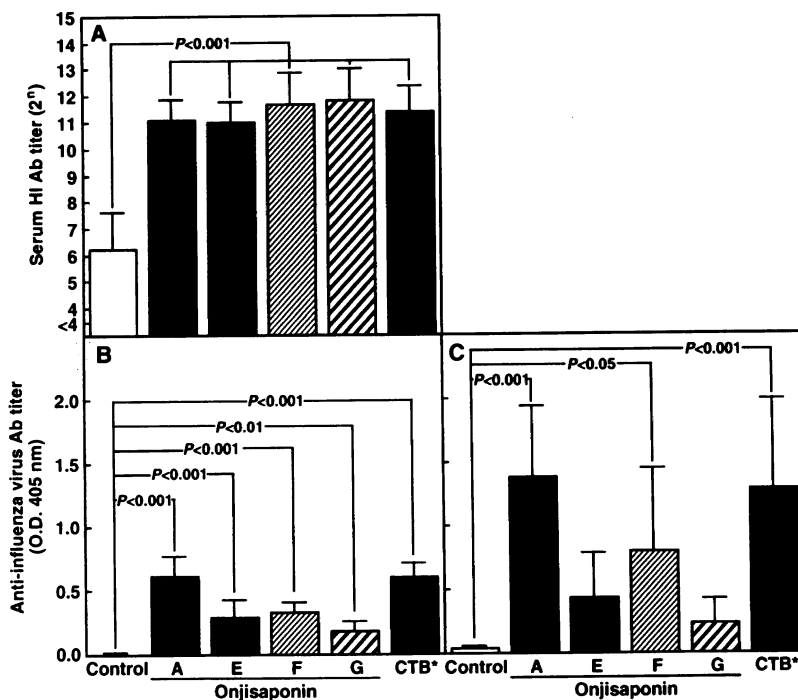 A
15
14
13
12
11
10
9
8
7
6
5
4
<4
Serum HI Ab titer (2ⁿ)
P<0.001
B
2.0
1.5
1.0
0.5
0.0
Anti-influenza virus Ab titer
(O.D. 405 nm)
P<0.001
P<0.01
P<0.001
P<0.001
P<0.001
Control A E F G CTB*
Onjisaponin
C
P<0.001
P<0.05
P<0.001
Control A E F G CTB*
Onjisaponin